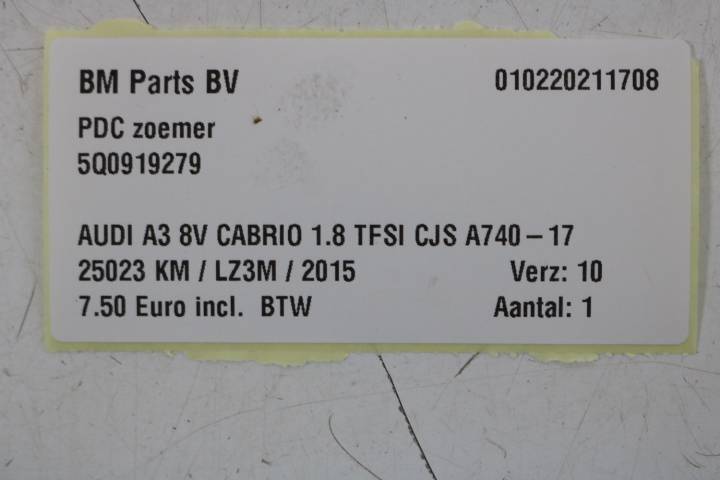 BM Parts BV 010220211708
PDC zoemer
5Q0919279
AUDI A3 8V CABRIO 1.8 TFSI CJS A740 – 17
25023 KM / LZ3M / 2015 Verz: 10
7.50 Euro incl. BTW Aantal: 1